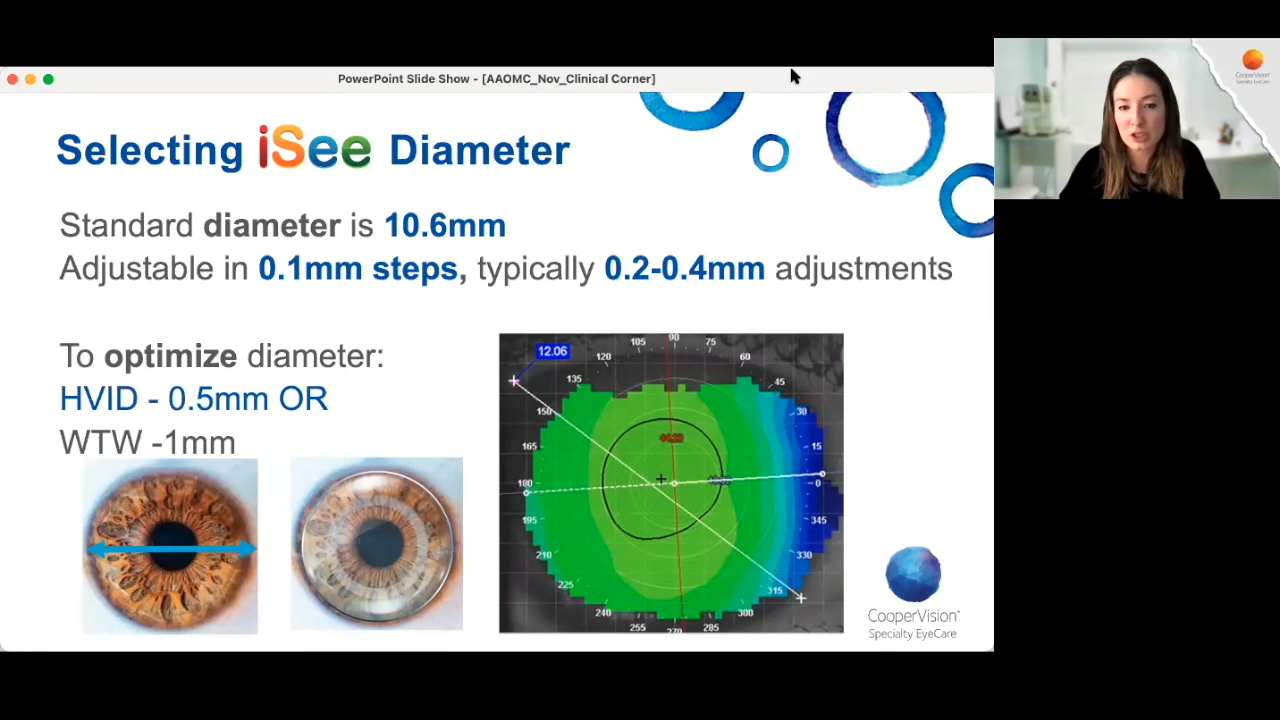 PowerPoint Slide Show - [AAOMC_Nov_Clinical Corner]
CooperVision®
Specialty EyeCare
Selecting iSee Diameter
Standard diameter is 10.6mm
Adjustable in 0.1mm steps, typically 0.2-0.4mm adjustments
To optimize diameter:
HVID - 0.5mm OR
WTW -1mm
12.06
90
105
75
120
60
135
45
150
30
165
15
180
0
195
345
210
330
225
315
240
300
255
270
285
CooperVision®
Specialty EyeCare